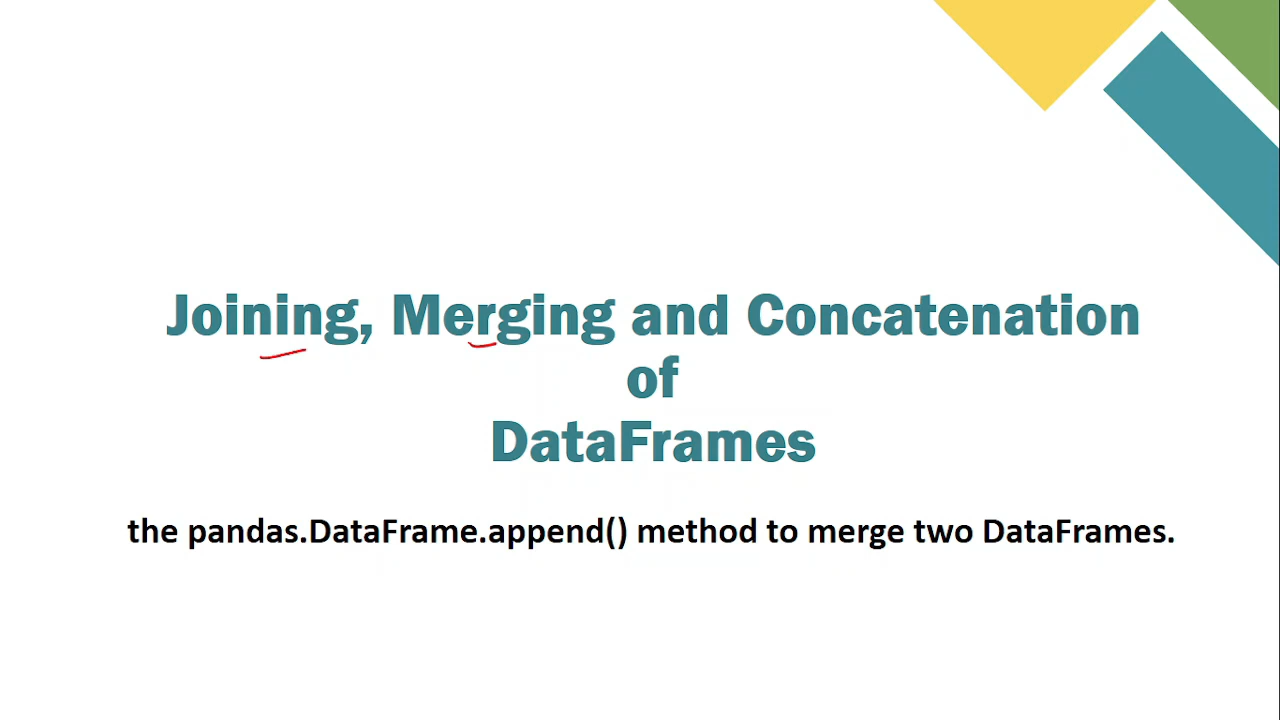 Joining, Merging and Concatenation
of
DataFrames
the pandas.DataFrame.append() method to merge two DataFrames.